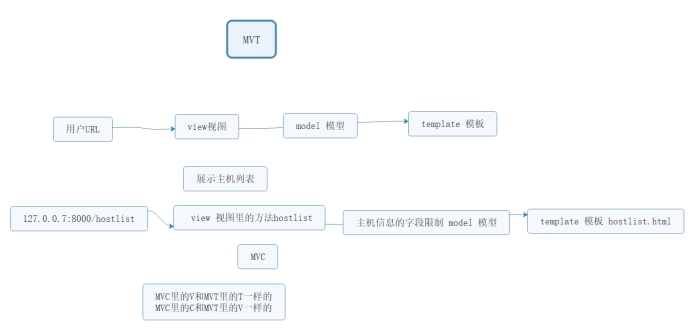 MVT
用户URL
view视图
model 模型
template 模板
展示主机列表
127.0.0.7:8000/hostlist
view 视图里的方法hostlist
主机信息的字段限制 model 模型
template 模板 hostlist.html
MVC
MVC里的V和MVT里的T一样的
MVC里的C和MVT里的V一样的